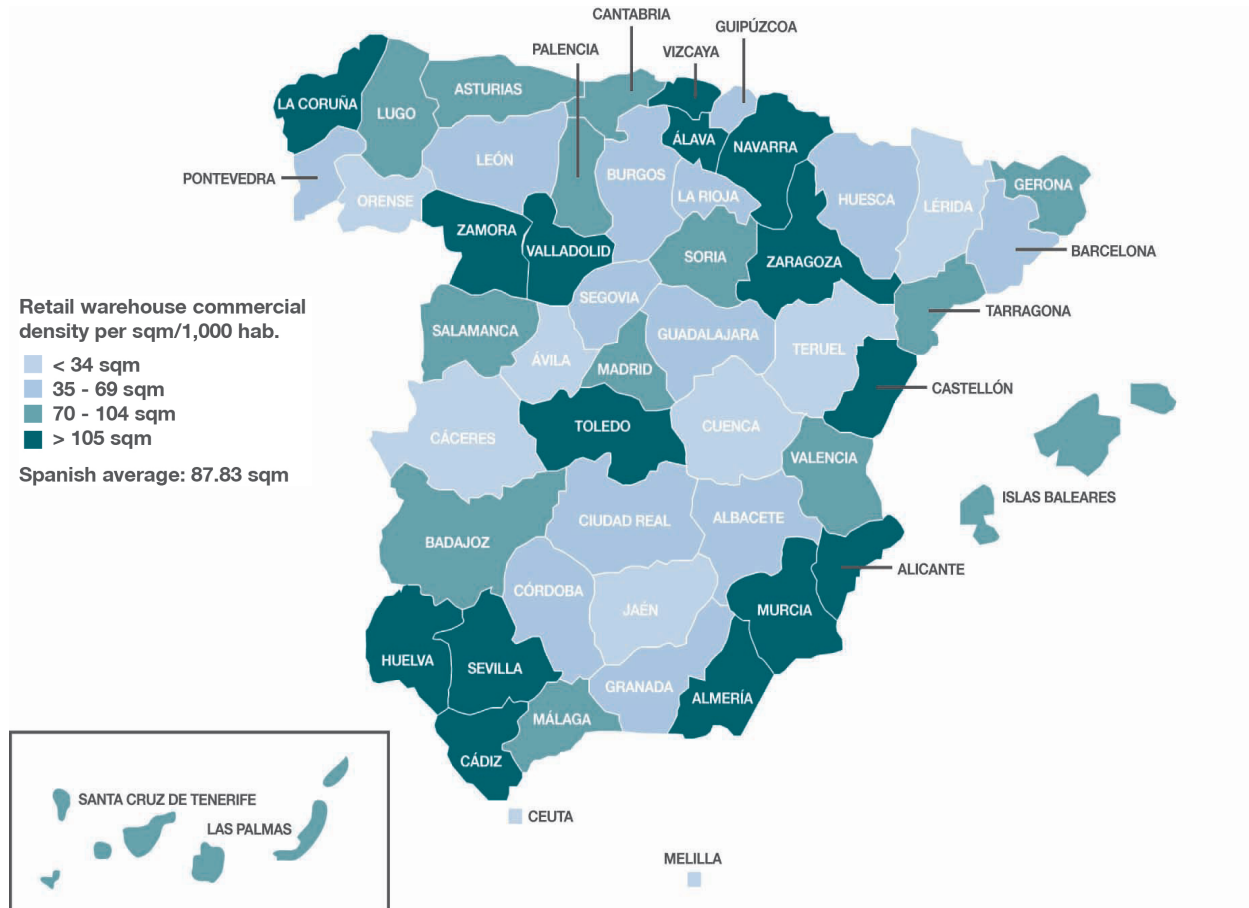 CANTABRIA
GUIPÚZCOA
PALENCIA
VIZCAYA
ASTURIAS
LA CORUÑA
LUGO
ÁLAVA
NAVARRA
LEÓN
BURGOS
PONTEVEDRA
ORENSE
LA RIOJA
HUESCA
LÉRIDA
GERONA
ZAMORA
VALLADOLID
SORIA
ZARAGOZA
BARCELONA
SEGOVIA
TARRAGONA
Retail warehouse commercial
density per sqm/1,000 hab.
< 34 sqm
35 - 69 sqm
70 - 104 sqm
> 105 sqm
Spanish average: 87.83 sqm
SALAMANCA
ÁVILA
MADRID
GUADALAJARA
TERUEL
CASTELLÓN
CÁCERES
TOLEDO
CUENCA
VALENCIA
ISLAS BALEARES
BADAJOZ
CIUDAD REAL
ALBACETE
ALICANTE
CÓRDOBA
JAÉN
MURCIA
HUELVA
SEVILLA
GRANADA
ALMERÍA
MÁLAGA
CÁDIZ
SANTA CRUZ DE TENERIFE
LAS PALMAS
CEUTA
MELILLA